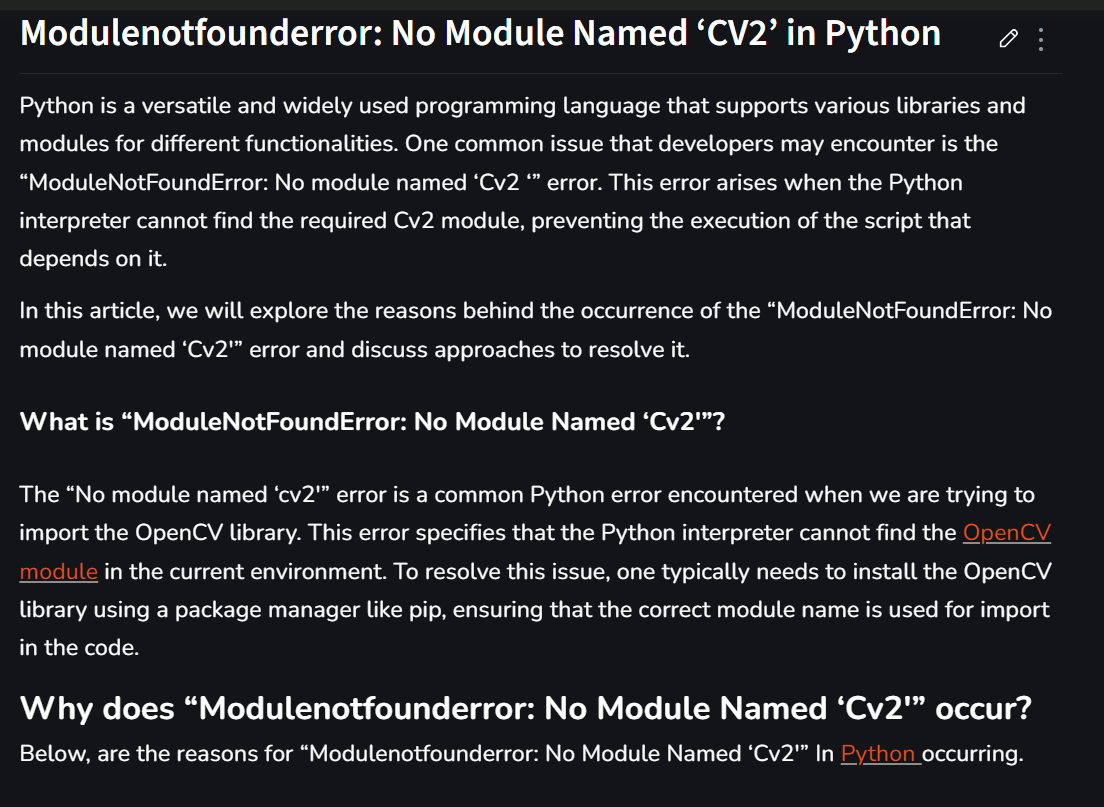 Modulenotfounderror: No Module Named ‘CV2’ in Python
Python is a versatile and widely used programming language that supports various libraries and
modules for different functionalities. One common issue that developers may encounter is the
“ModuleNotFoundError: No module named ‘Cv2 ‘” error. This error arises when the Python
interpreter cannot find the required Cv2 module, preventing the execution of the script that
depends on it.
In this article, we will explore the reasons behind the occurrence of the “ModuleNotFoundError: No
module named ‘Cv2'” error and discuss approaches to resolve it.
What is “ModuleNotFoundError: No Module Named ‘Cv2'”?
The “No module named ‘cv2'” error is a common Python error encountered when we are trying to
import the OpenCV library. This error specifies that the Python interpreter cannot find the OpenCV
module in the current environment. To resolve this issue, one typically needs to install the OpenCV
library using a package manager like pip, ensuring that the correct module name is used for import
in the code.
Why does “Modulenotfounderror: No Module Named ‘Cv2'” occur?
Below, are the reasons for “Modulenotfounderror: No Module Named ‘Cv2'” In Python occurring.